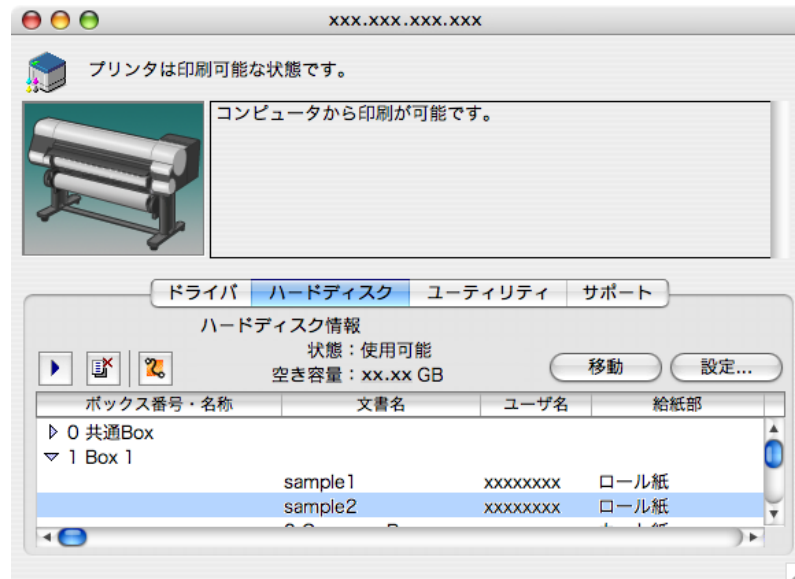 xxx.xxx.xxx.xxx
プリンタは印刷可能な状態です。
コンピュータから印刷が可能です。
ドライバ ハードディスク ユーティリティ サポート
ハードディスク情報
状態：使用可能
空き容量：xx.xx GB
移動 設定...
ボックス番号・名称 文書名 ユーザ名 給紙部
0 共通Box
1 Box 1
sample1 xxxxxxxx ロール紙
sample2 xxxxxxxx ロール紙